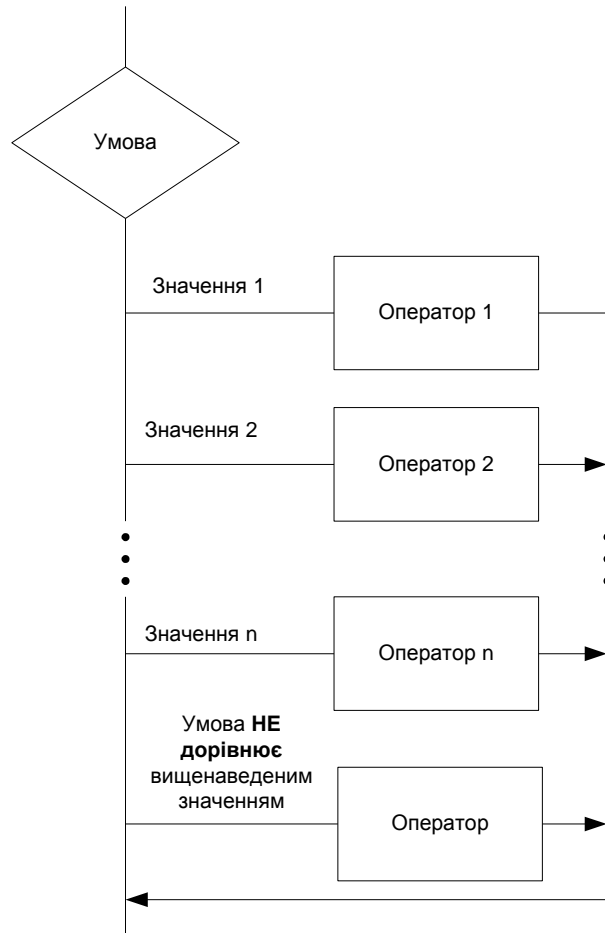 Умова
Значення 1
Оператор 1
Значення 2
Оператор 2
Значення n
Оператор n
Умова НЕ
дорівнює
вищенаведеним
значенням
Оператор